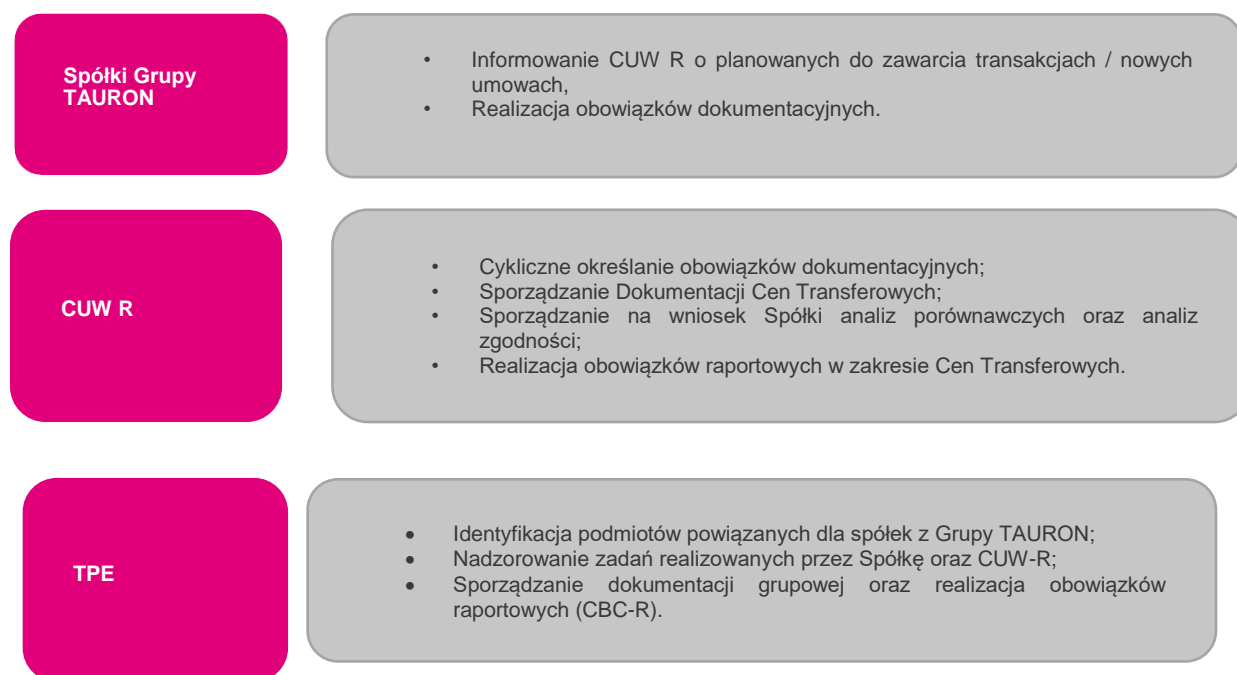 Spółki Grupy
TAURON
• Informowanie CUW R o planowanych do zawarcia transakcjach / nowych
umowach,
• Realizacja obowiązków dokumentacyjnych.
CUW R
• Cykliczne określanie obowiązków dokumentacyjnych;
• Sporządzanie Dokumentacji Cen Transferowych;
• Sporządzanie na wniosek Spółki analiz porównawczych oraz analiz
zgodności;
• Realizacja obowiązków raportowych w zakresie Cen Transferowych.
TPE
• Identyfikacja podmiotów powiązanych dla spółek z Grupy TAURON;
• Nadzorowanie zadań realizowanych przez Spółkę oraz CUW-R;
• Sporządzanie dokumentacji grupowej oraz realizacja obowiązków
raportowych (CBC-R).